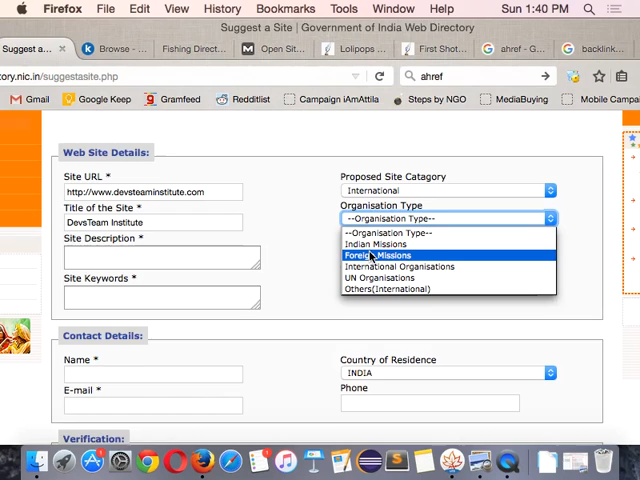 Firefox File Edit View History Bookmarks Tools Window Help SUN 1:40 PM
Suggest a Site | Government of India Web Directory
Suggest a... Browse - ... Fishing Direct... Open Sit... Lolipops ... First Shot... ahref - G... backlink...
ory.nic.in/suggestasite.php ahref
Gmail Google Keep Gramfeed Redditlist Campaign iAmAttila Steps by NGO MediaBuying Mobile Campa
Web Site Details:
Site URL * Proposed Site Catagory
http://www.devsteaminstitute.com International
Title of the Site * Organisation Type
DevsTeam Institute --Organisation Type--
--Organisation Type--
Site Description *
Indian Missions
Foreign Missions
International Organisations
Site Keywords * UN Organisations
Others(International)
Contact Details:
Name * Country of Residence
INDIA
E-mail * Phone
Verification: